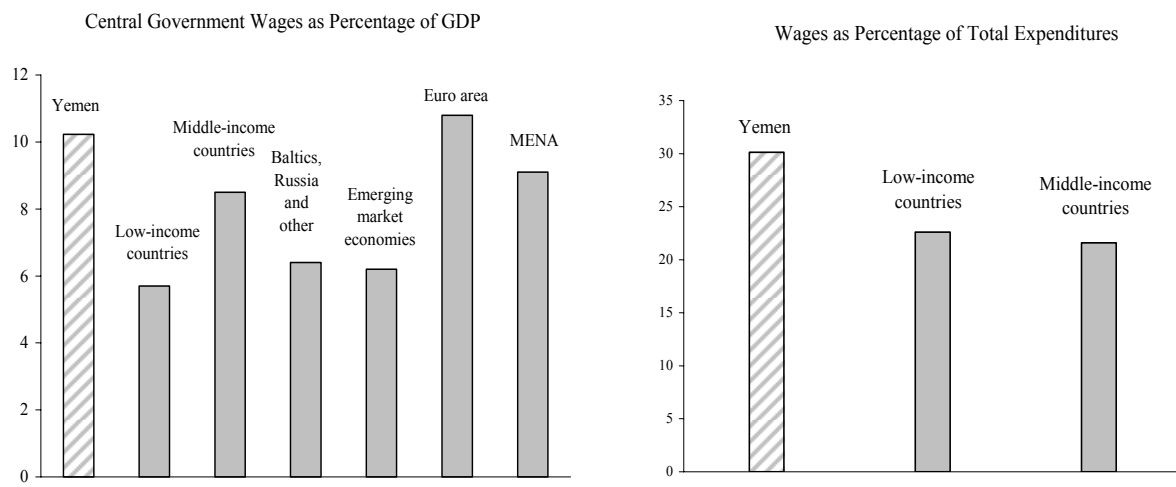 Central Government Wages as Percentage of GDP
12
10
8
6
4
2
0
Yemen
Low-income
countries
Middle-income
countries
Baltics,
Russia
and
other
Emerging
market
economies
Euro area
MENA
Wages as Percentage of Total Expenditures
35
30
25
20
15
10
5
0
Yemen
Low-income
countries
Middle-income
countries